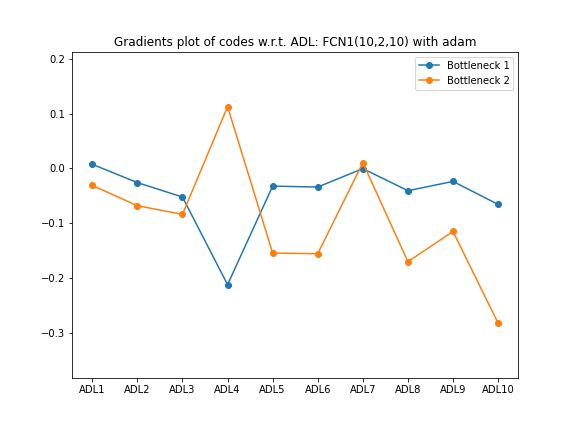 Gradients plot of codes w.r.t. ADL: FCN1(10,2,10) with adam
Bottleneck 1
Bottleneck 2
0.2
0.1
0.0
−0.1
−0.2
−0.3
ADL1 ADL2 ADL3 ADL4 ADL5 ADL6 ADL7 ADL8 ADL9 ADL10